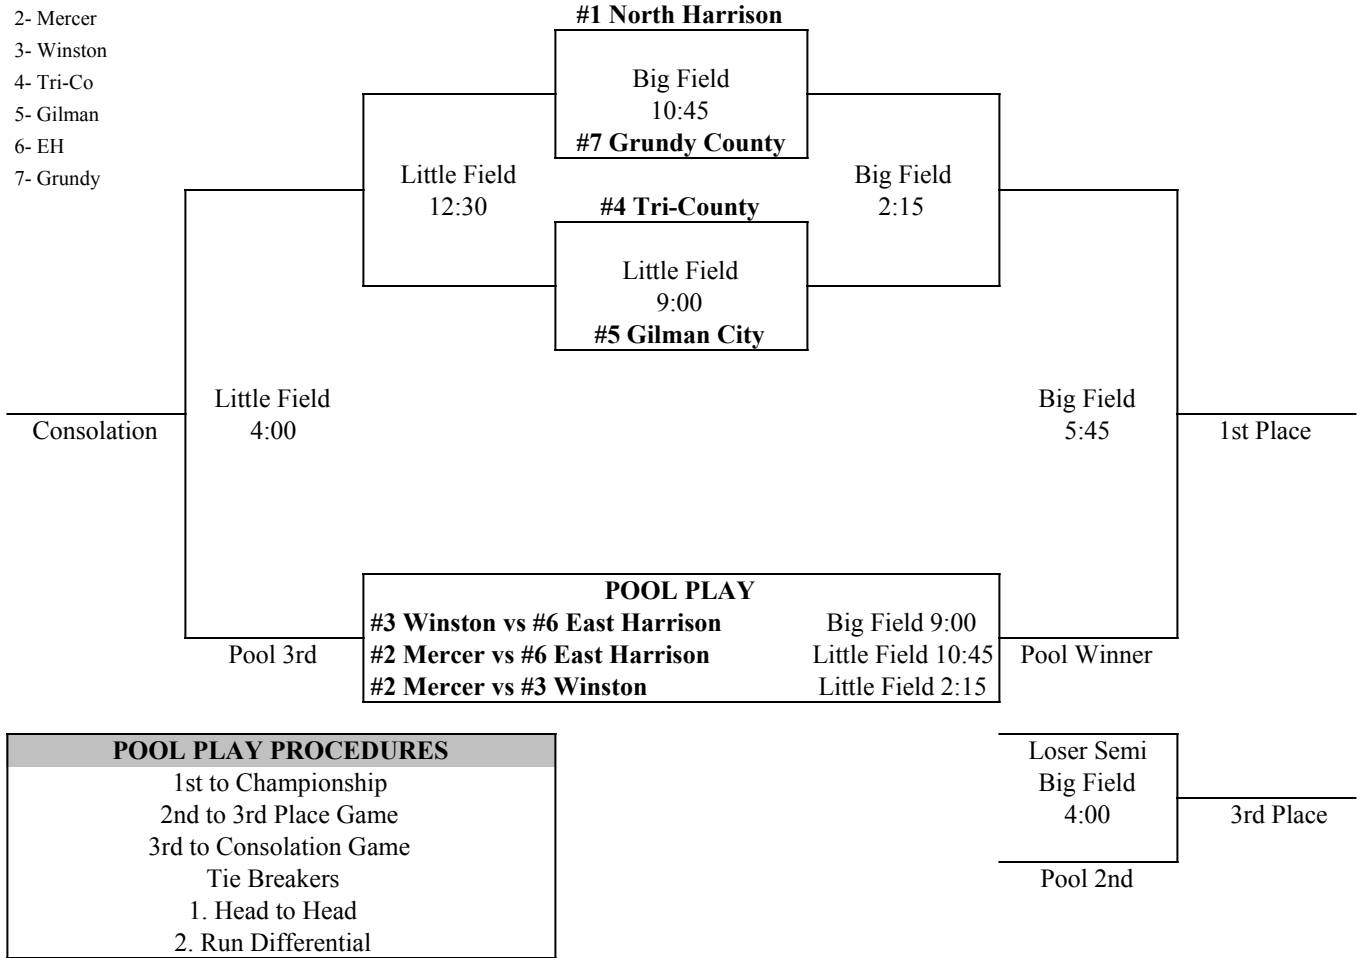 2- Mercer
3- Winston
4- Tri-Co
5- Gilman
6- EH
7- Grundy
#1 North Harrison
Big Field
10:45
#7 Grundy County
Little Field
12:30
Big Field
2:15
#4 Tri-County
Little Field
9:00
#5 Gilman City
Little Field
4:00
Consolation
Big Field
5:45
1st Place
POOL PLAY
#3 Winston vs #6 East Harrison Big Field 9:00
#2 Mercer vs #6 East Harrison Little Field 10:45
#2 Mercer vs #3 Winston Little Field 2:15
Pool 3rd
Pool Winner
POOL PLAY PROCEDURES
1st to Championship
2nd to 3rd Place Game
3rd to Consolation Game
Tie Breakers
1. Head to Head
2. Run Differential
Loser Semi
Big Field
4:00
3rd Place
Pool 2nd